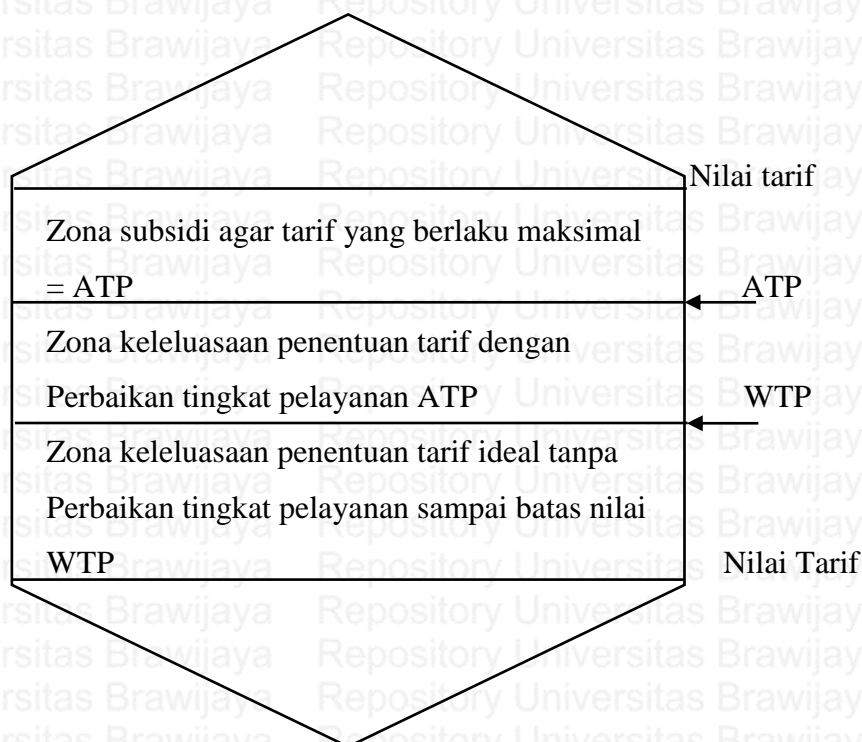 Nilai tarif
Zona subsidi agar tarif yang berlaku maksimal
= ATP
ATP
Zona keleluasaan penentuan tarif dengan
Perbaikan tingkat pelayanan ATP
WTP
Zona keleluasaan penentuan tarif ideal tanpa
Perbaikan tingkat pelayanan sampai batas nilai
WTP
Nilai Tarif